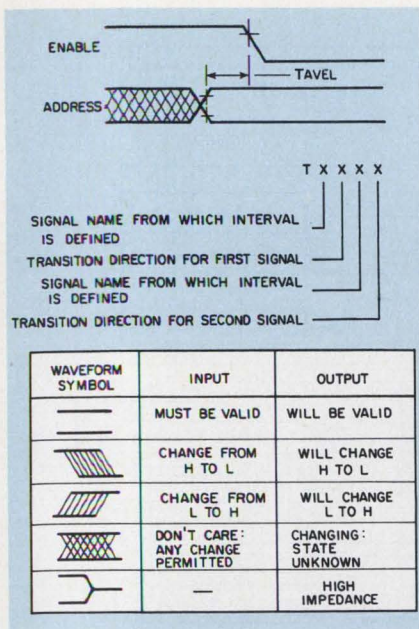 ENABLE
TAVEL
ADDRESS
T X X X X
SIGNAL NAME FROM WHICH INTERVAL
IS DEFINED
TRANSITION DIRECTION FOR FIRST SIGNAL
SIGNAL NAME FROM WHICH INTERVAL
IS DEFINED
TRANSITION DIRECTION FOR SECOND SIGNAL
WAVEFORM
SYMBOL
INPUT
OUTPUT
MUST BE VALID
WILL BE VALID
CHANGE FROM
H TO L
WILL CHANGE
H TO L
CHANGE FROM
L TO H
WILL CHANGE
L TO H
DON'T CARE:
ANY CHANGE
PERMITTED
CHANGING:
STATE
UNKNOWN
—
HIGH
IMPEDANCE